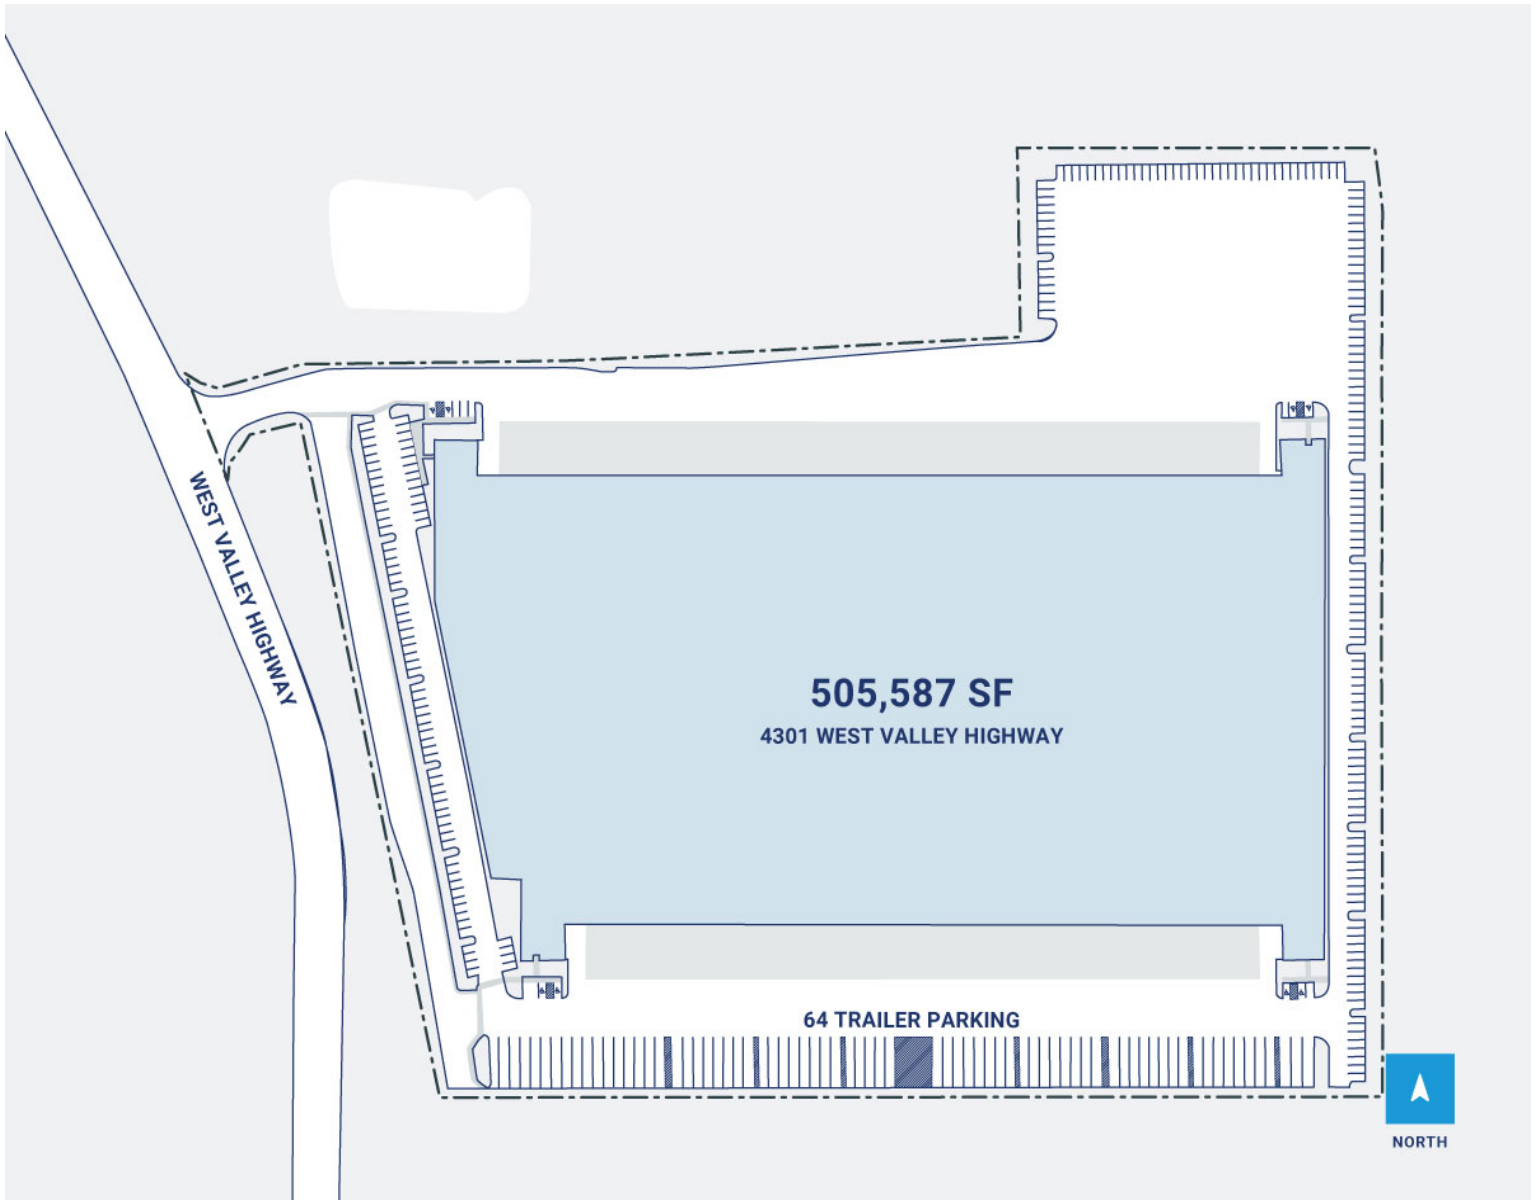 WEST VALLEY HIGHWAY
505,587 SF
4301 WEST VALLEY HIGHWAY
64 TRAILER PARKING
NORTH